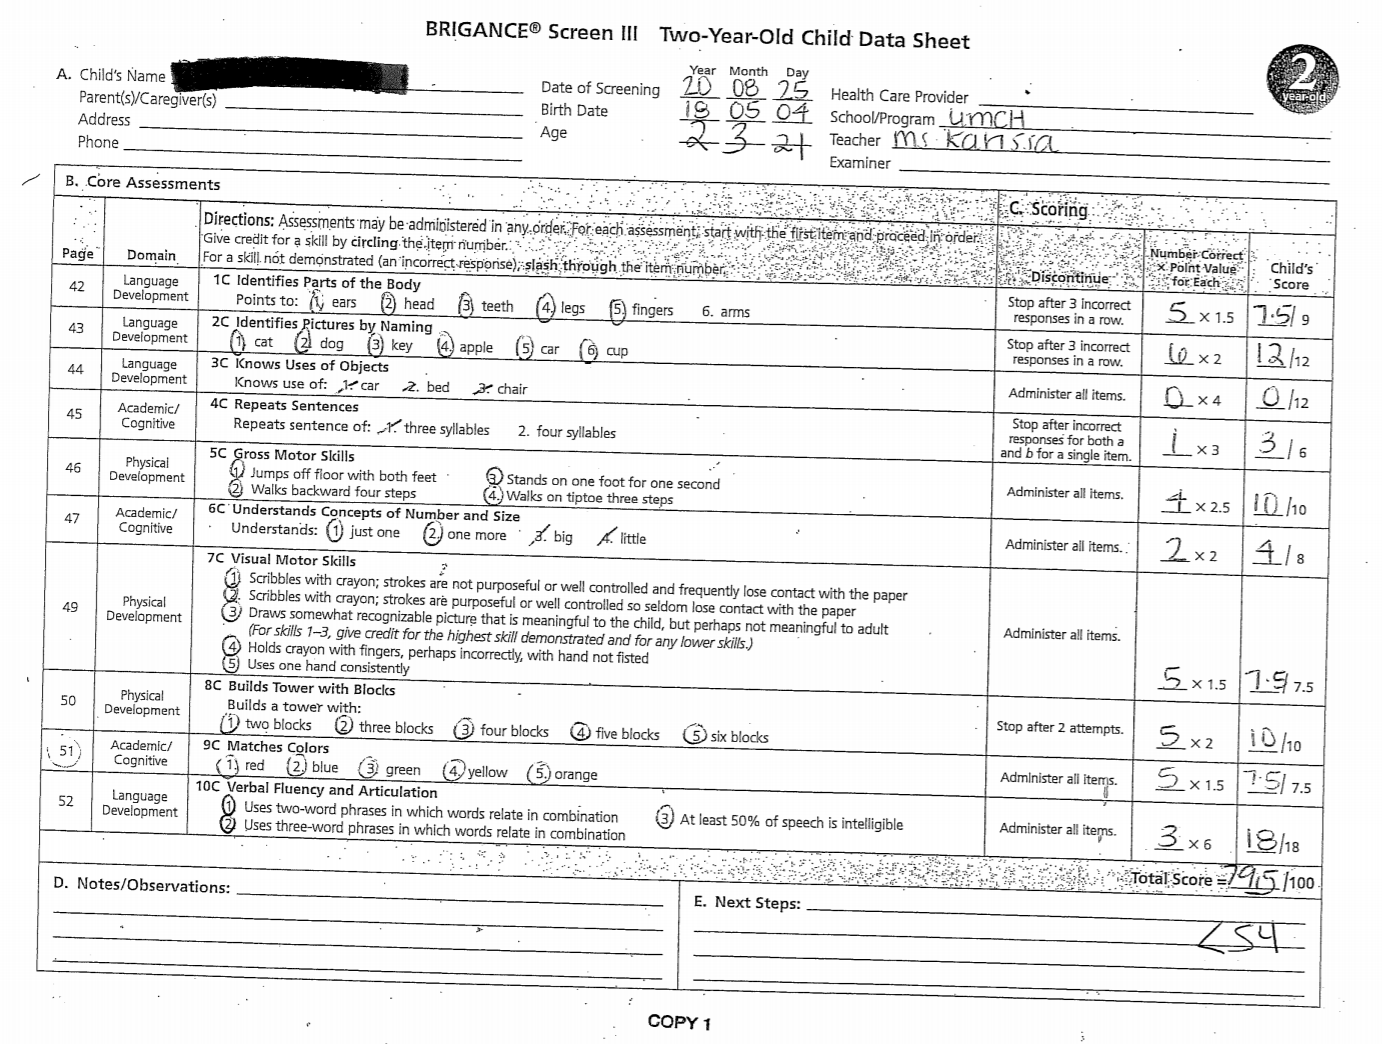 BRIGANCE® Screen III Two-Year-Old Child Data Sheet
2
year-old
A. Child's Name
Parent(s)/Caregiver(s)
Address
Phone
Year Month Day
Date of Screening 20 08 25
Birth Date 18 05 04
Age 2 3 21
Health Care Provider
School/Program UMCH
Teacher Ms Kanisia
Examiner
B. Core Assessments
C. Scoring
Page
Domain
Directions: Assessments may be administered in any order. For each assessment, start with the first item and proceed in order.
Give credit for a skill by circling the item number.
For a skill not demonstrated (an incorrect response), slash through the item number.
Discontinue
Number Correct
× Point Value
for Each
Child's
Score
42
Language
Development
1C Identifies Parts of the Body
Points to: 1. ears 2. head 3. teeth 4. legs 5. fingers 6. arms
Stop after 3 incorrect
responses in a row.
5 × 1.5
7.5/9
43
Language
Development
2C Identifies Pictures by Naming
1. cat 2. dog 3. key 4. apple 5. car 6. cup
Stop after 3 incorrect
responses in a row.
6 × 2
12/12
44
Language
Development
3C Knows Uses of Objects
Knows use of: 1. car 2. bed 3. chair
Administer all items.
0 × 4
0/12
45
Academic/
Cognitive
4C Repeats Sentences
Repeats sentence of: 1. three syllables 2. four syllables
Stop after incorrect
responses for both a
and b for a single item.
1 × 3
3/6
46
Physical
Development
5C Gross Motor Skills
1. Jumps off floor with both feet 3. Stands on one foot for one second
2. Walks backward four steps 4. Walks on tiptoe three steps
Administer all items.
4 × 2.5
10/10
47
Academic/
Cognitive
6C Understands Concepts of Number and Size
Understands: 1. just one 2. one more 3. big 4. little
Administer all items.
2 × 2
4/8
49
Physical
Development
7C Visual Motor Skills
1. Scribbles with crayon; strokes are not purposeful or well controlled and frequently lose contact with the paper
2. Scribbles with crayon; strokes are purposeful or well controlled so seldom lose contact with the paper
3. Draws somewhat recognizable picture that is meaningful to the child, but perhaps not meaningful to adult
(For skills 1–3, give credit for the highest skill demonstrated and for any lower skills.)
4. Holds crayon with fingers, perhaps incorrectly, with hand not fisted
5. Uses one hand consistently
Administer all items.
5 × 1.5
7.5/7.5
50
Physical
Development
8C Builds Tower with Blocks
Builds a tower with:
1. two blocks 2. three blocks 3. four blocks 4. five blocks 5. six blocks
Stop after 2 attempts.
5 × 2
10/10
51
Academic/
Cognitive
9C Matches Colors
1. red 2. blue 3. green 4. yellow 5. orange
Administer all items.
5 × 1.5
7.5/7.5
52
Language
Development
10C Verbal Fluency and Articulation
1. Uses two-word phrases in which words relate in combination 3. At least 50% of speech is intelligible
2. Uses three-word phrases in which words relate in combination
Administer all items.
3 × 6
18/18
Total Score = 79.5/100
D. Notes/Observations:
E. Next Steps:
<54
COPY 1